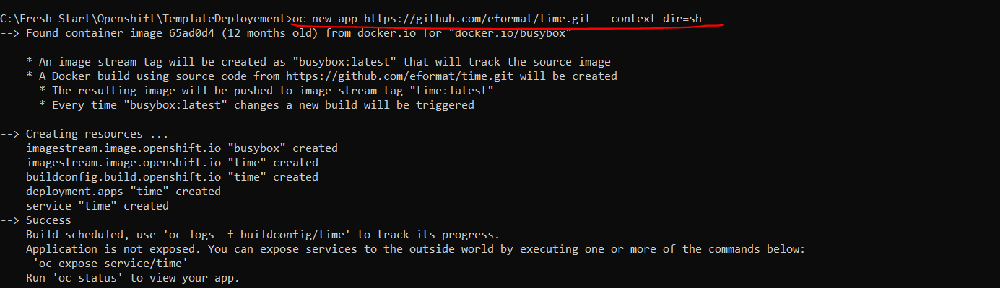 C:\Fresh Start\Openshift\TemplateDeployement>oc new-app https://github.com/eformat/time.git --context-dir=sh
--> Found container image 65ad0d4 (12 months old) from docker.io for "docker.io/busybox"
* An image stream tag will be created as "busybox:latest" that will track the source image
* A Docker build using source code from https://github.com/eformat/time.git will be created
* The resulting image will be pushed to image stream tag "time:latest"
* Every time "busybox:latest" changes a new build will be triggered
--> Creating resources ...
imagestream.image.openshift.io "busybox" created
imagestream.image.openshift.io "time" created
buildconfig.build.openshift.io "time" created
deployment.apps "time" created
service "time" created
--> Success
Build scheduled, use 'oc logs -f buildconfig/time' to track its progress.
Application is not exposed. You can expose services to the outside world by executing one or more of the commands below:
'oc expose service/time'
Run 'oc status' to view your app.